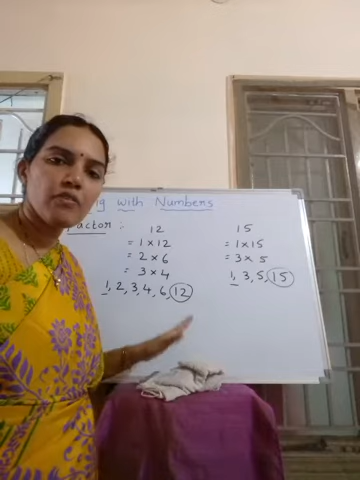 with Numbers
Factor :
12
= 1 x 12
= 2 x 6
= 3 x 4
1, 2, 3, 4, 6, 12
15
= 1 x 15
= 3 x 5
1, 3, 5, 15